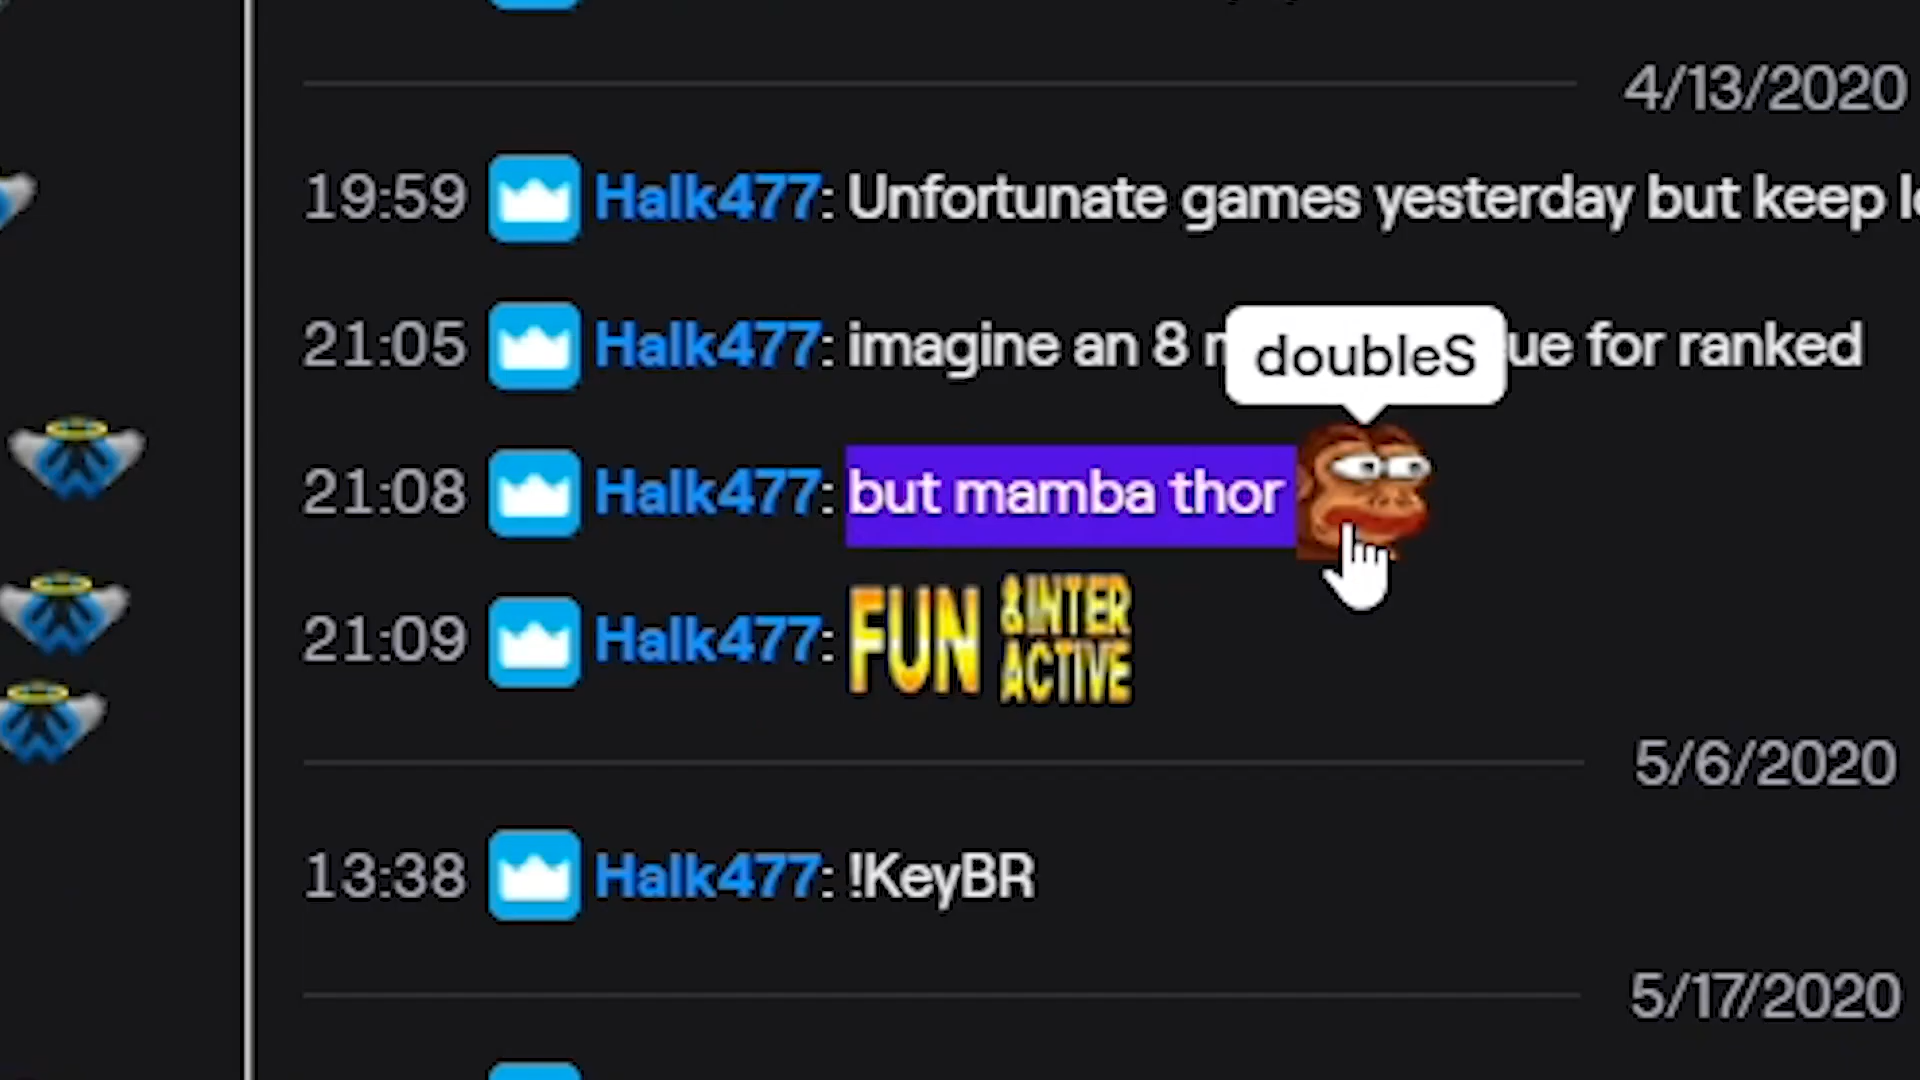 4/13/2020
19:59 Halk477: Unfortunate games yesterday but keep
doubleS
21:05 Halk477: imagine an 8 ue for ranked
21:08 Halk477: but mamba thor
21:09 Halk477: FUN &INTER ACTIVE
5/6/2020
13:38 Halk477: !KeyBR
5/17/2020